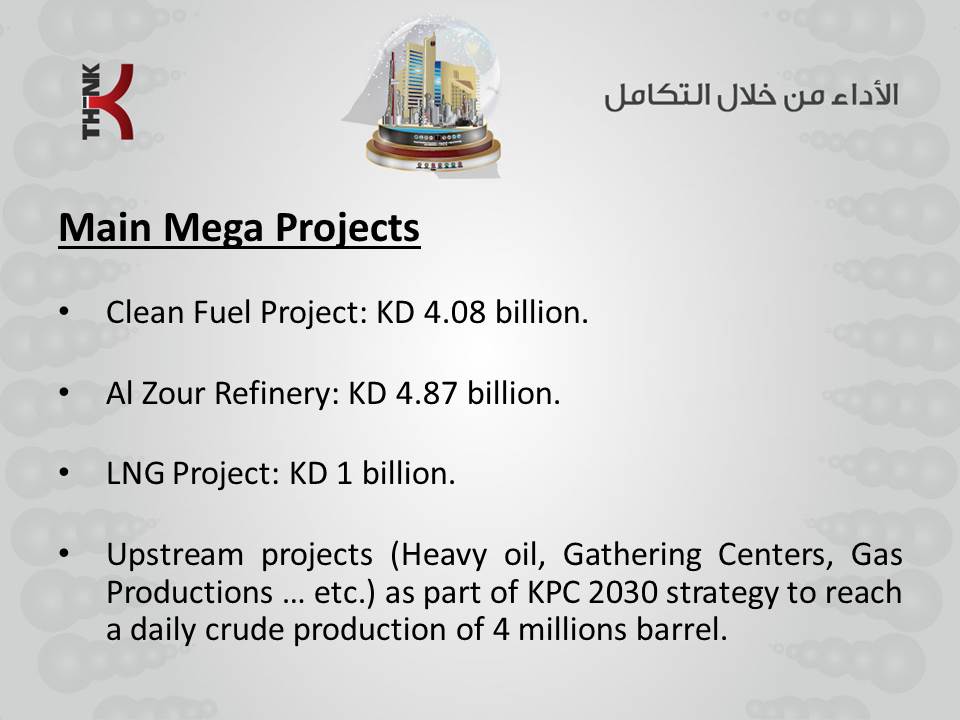 THINK
الأداء من خلال التكامل
Main Mega Projects
• Clean Fuel Project: KD 4.08 billion.
• Al Zour Refinery: KD 4.87 billion.
• LNG Project: KD 1 billion.
• Upstream projects (Heavy oil, Gathering Centers, Gas
Productions ... etc.) as part of KPC 2030 strategy to reach
a daily crude production of 4 millions barrel.